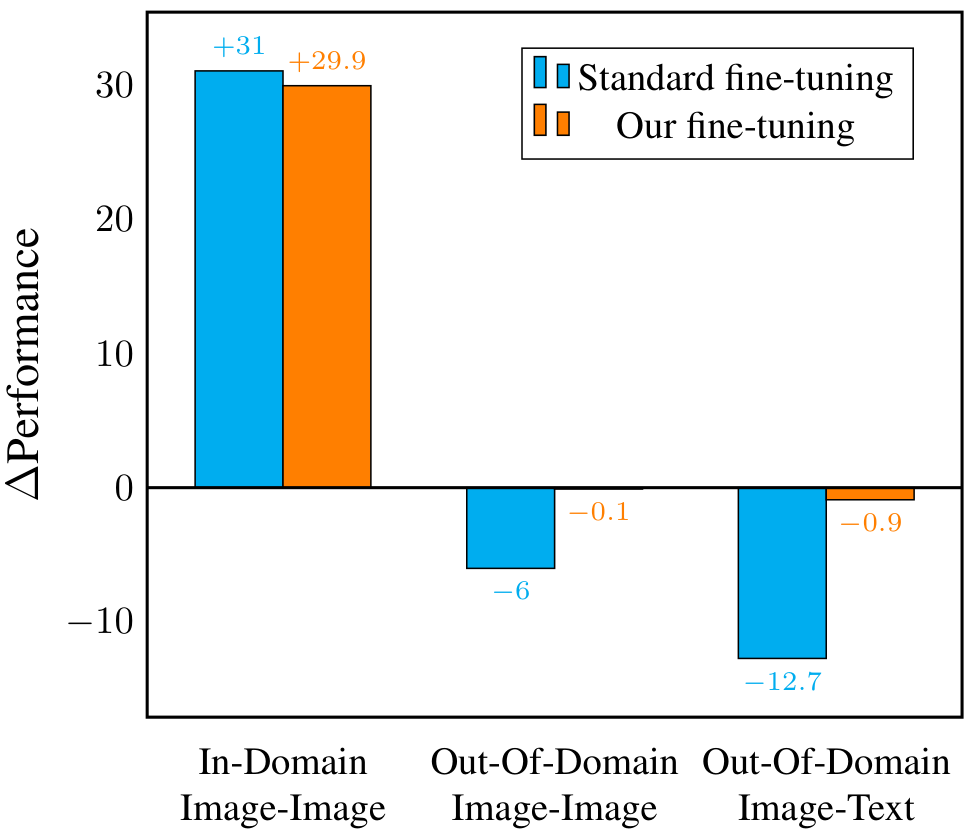 +31
+29.9
Standard fine-tuning
Our fine-tuning
30
20
10
0
−10
ΔPerformance
−0.1
−0.9
−6
−12.7
In-Domain
Image-Image
Out-Of-Domain
Image-Image
Out-Of-Domain
Image-Text